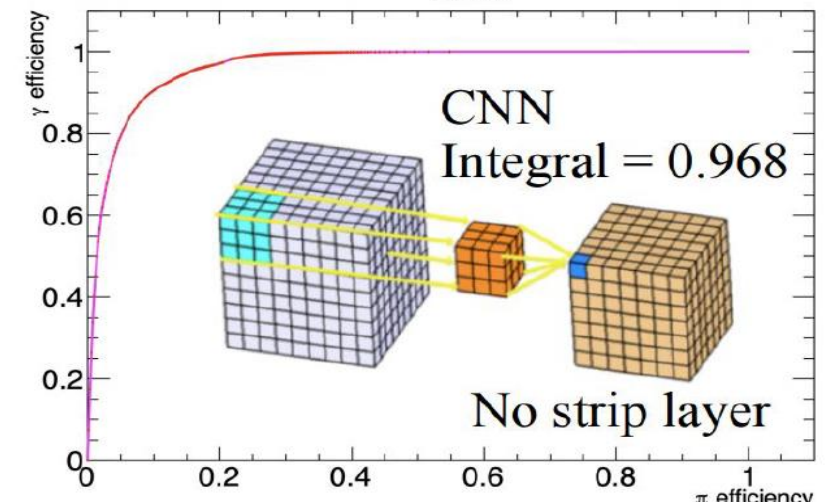 γ efficiency
1
0.8
0.6
0.4
0.2
0
CNN
Integral = 0.968
No strip layer
0
0.2
0.4
0.6
0.8
1
π efficiency